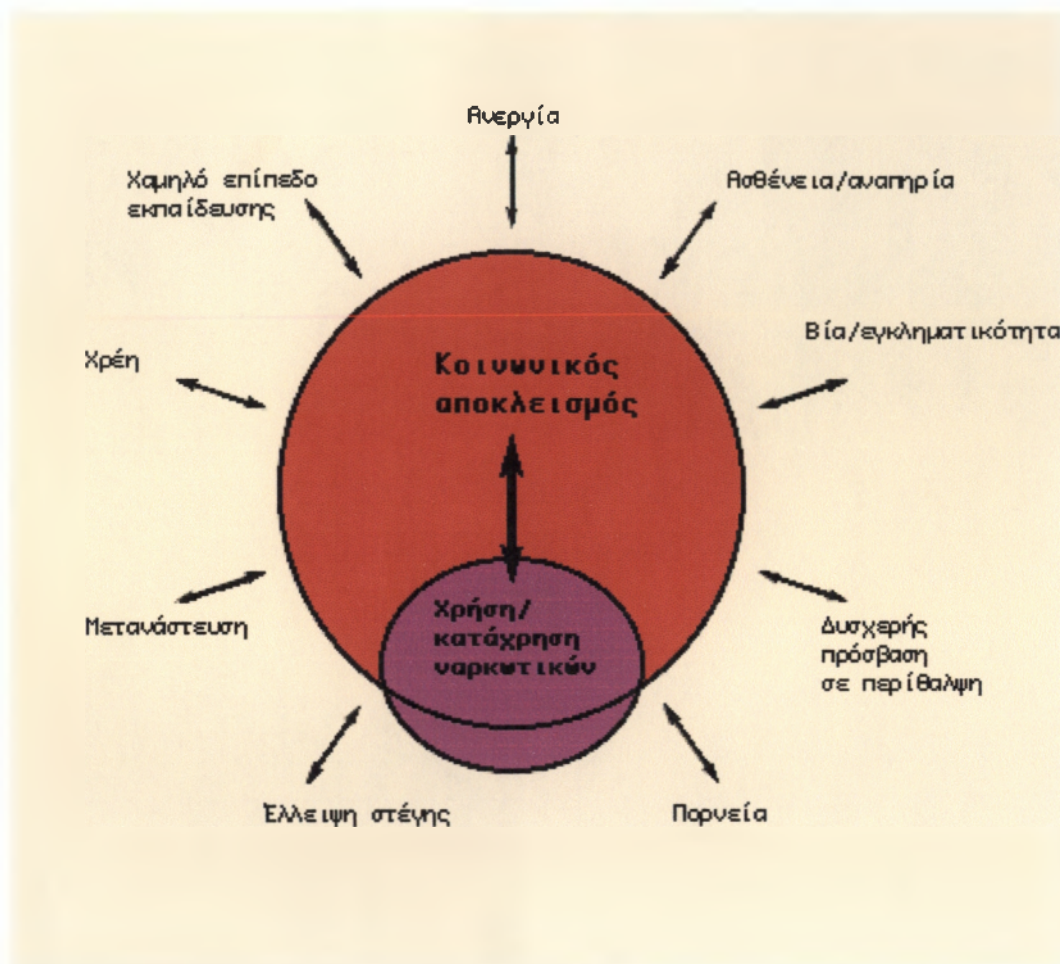 Ανεργία
Χαμηλό επίπεδο
εκπαίδευσης
Ασθένεια/αναπηρία
Βία/εγκληματικότητα
Χρέη
Κοινωνικός
αποκλεισμός
Μετανάστευση
Χρήση/
κατάχρηση
ναρκωτικών
Δυσχερής
πρόσβαση
σε περίθαλψη
Έλλειψη στέγης
Πορνεία